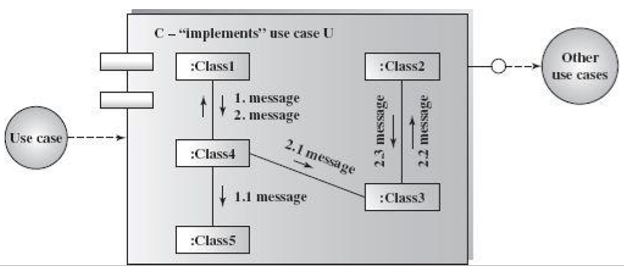 C – “implements” use case U
:Class1
:Class2
Other
use cases
1. message
2. message
2.3 message
2.2 message
Use case
:Class4
2.1 message
1.1 message
:Class3
:Class5